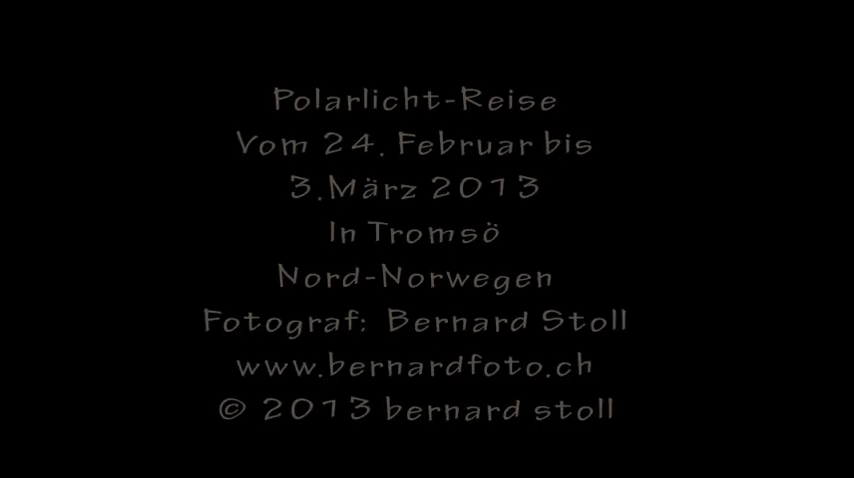 Polarlicht-Reise
Vom 24. Februar bis
3.März 2013
In Tromsö
Nord-Norwegen
Fotograf: Bernard Stoll
www.bernardfoto.ch
© 2013 bernard stoll